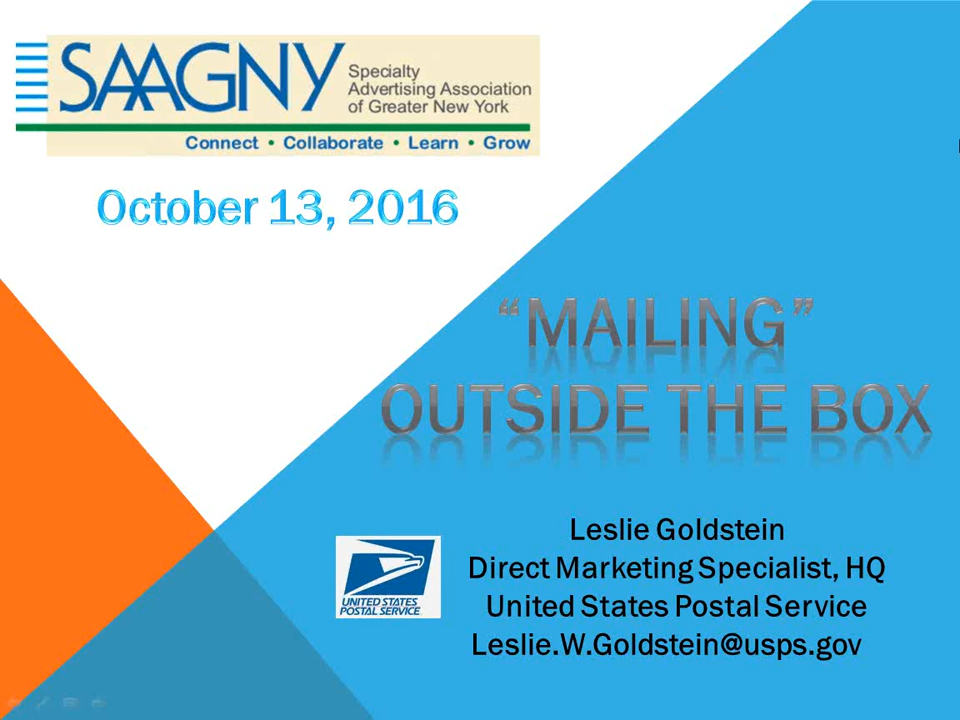 SAAGNY
Specialty
Advertising Association
of Greater New York
Connect • Collaborate • Learn • Grow
October 13, 2016
“MAILING”
OUTSIDE THE BOX
Leslie Goldstein
Direct Marketing Specialist, HQ
United States Postal Service
Leslie.W.Goldstein@usps.gov
UNITED STATES
POSTAL SERVICE